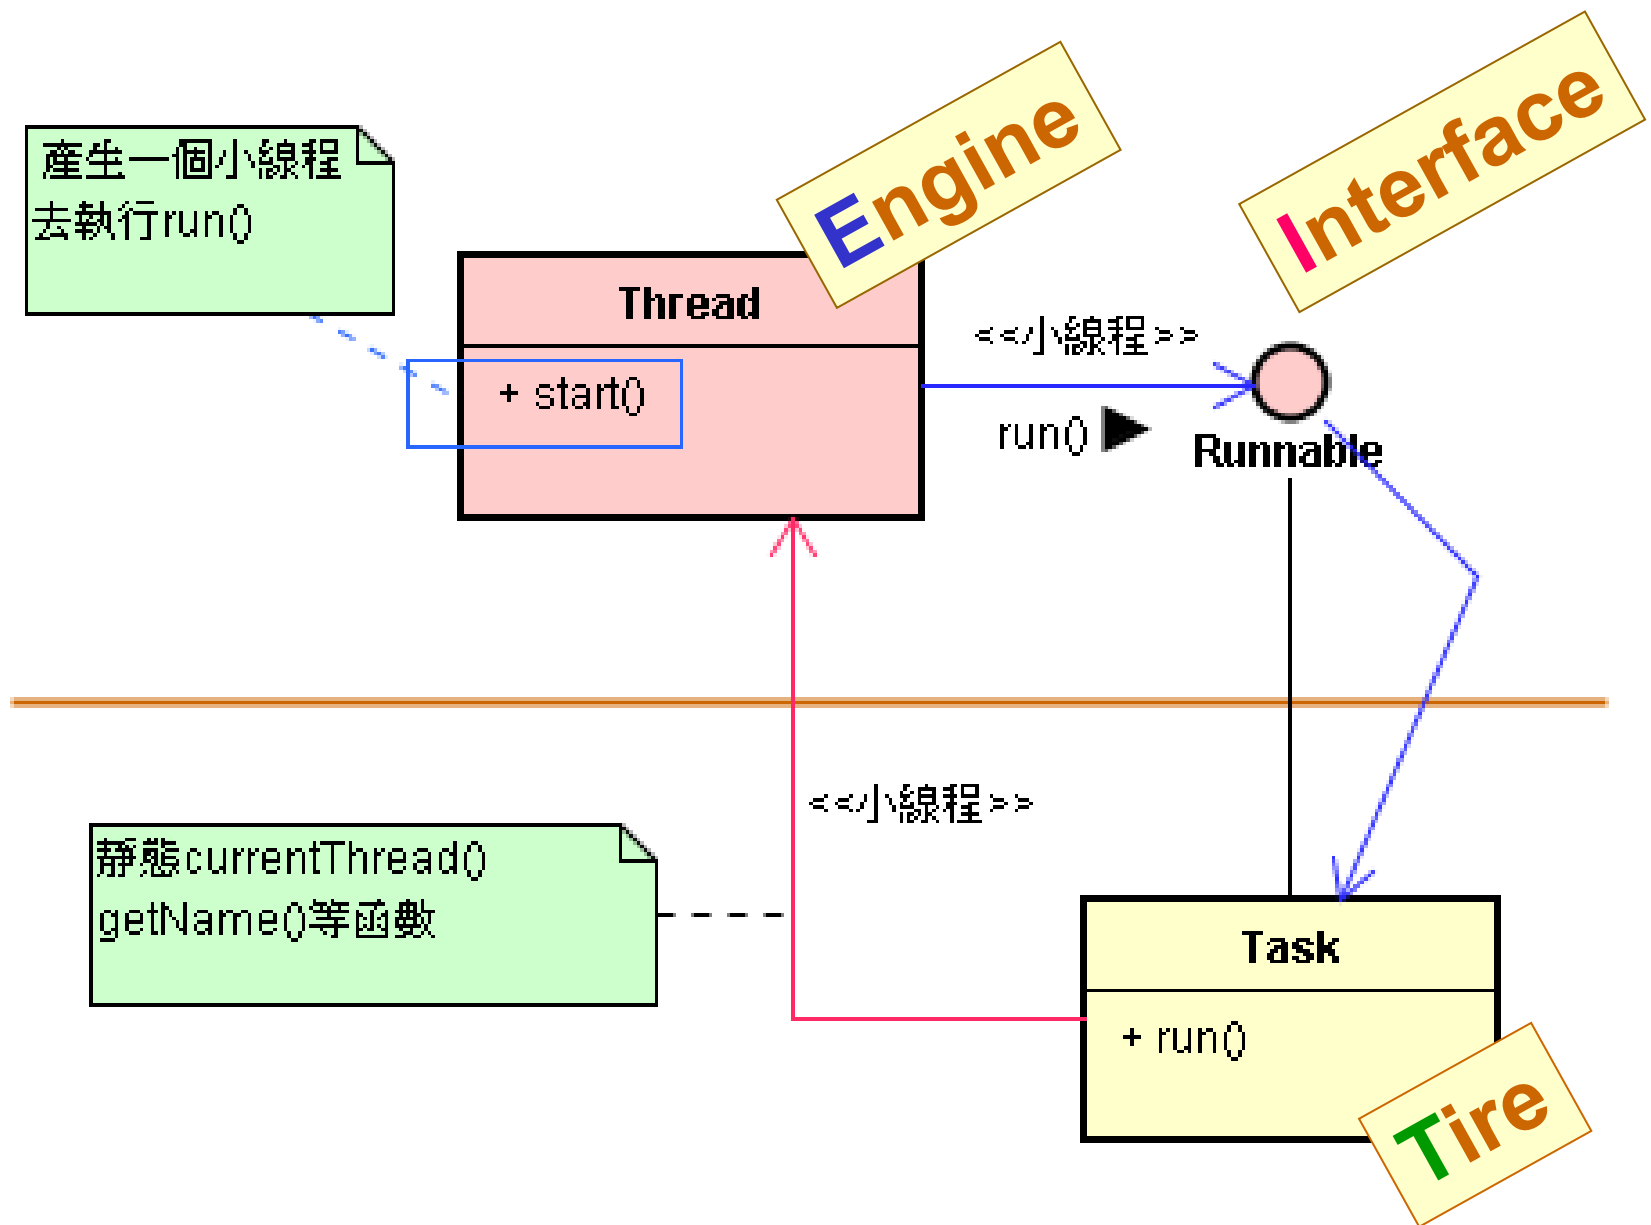 Engine
Interface
產生一個小線程
去執行run()
Thread
<<小線程>>
+ start()
run()
Runnable
<<小線程>>
靜態currentThread()
getName()等函數
Task
+ run()
Tire